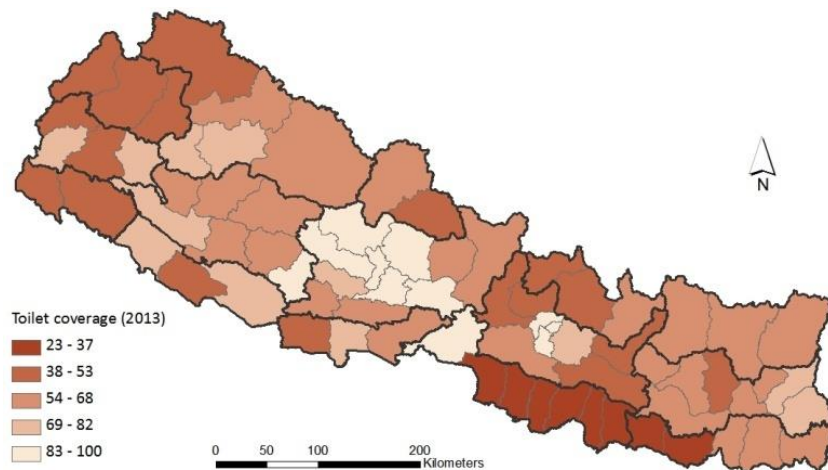 N
Toilet coverage (2013)
23 - 37
38 - 53
54 - 68
69 - 82
83 - 100
0 50 100 200
Kilometers